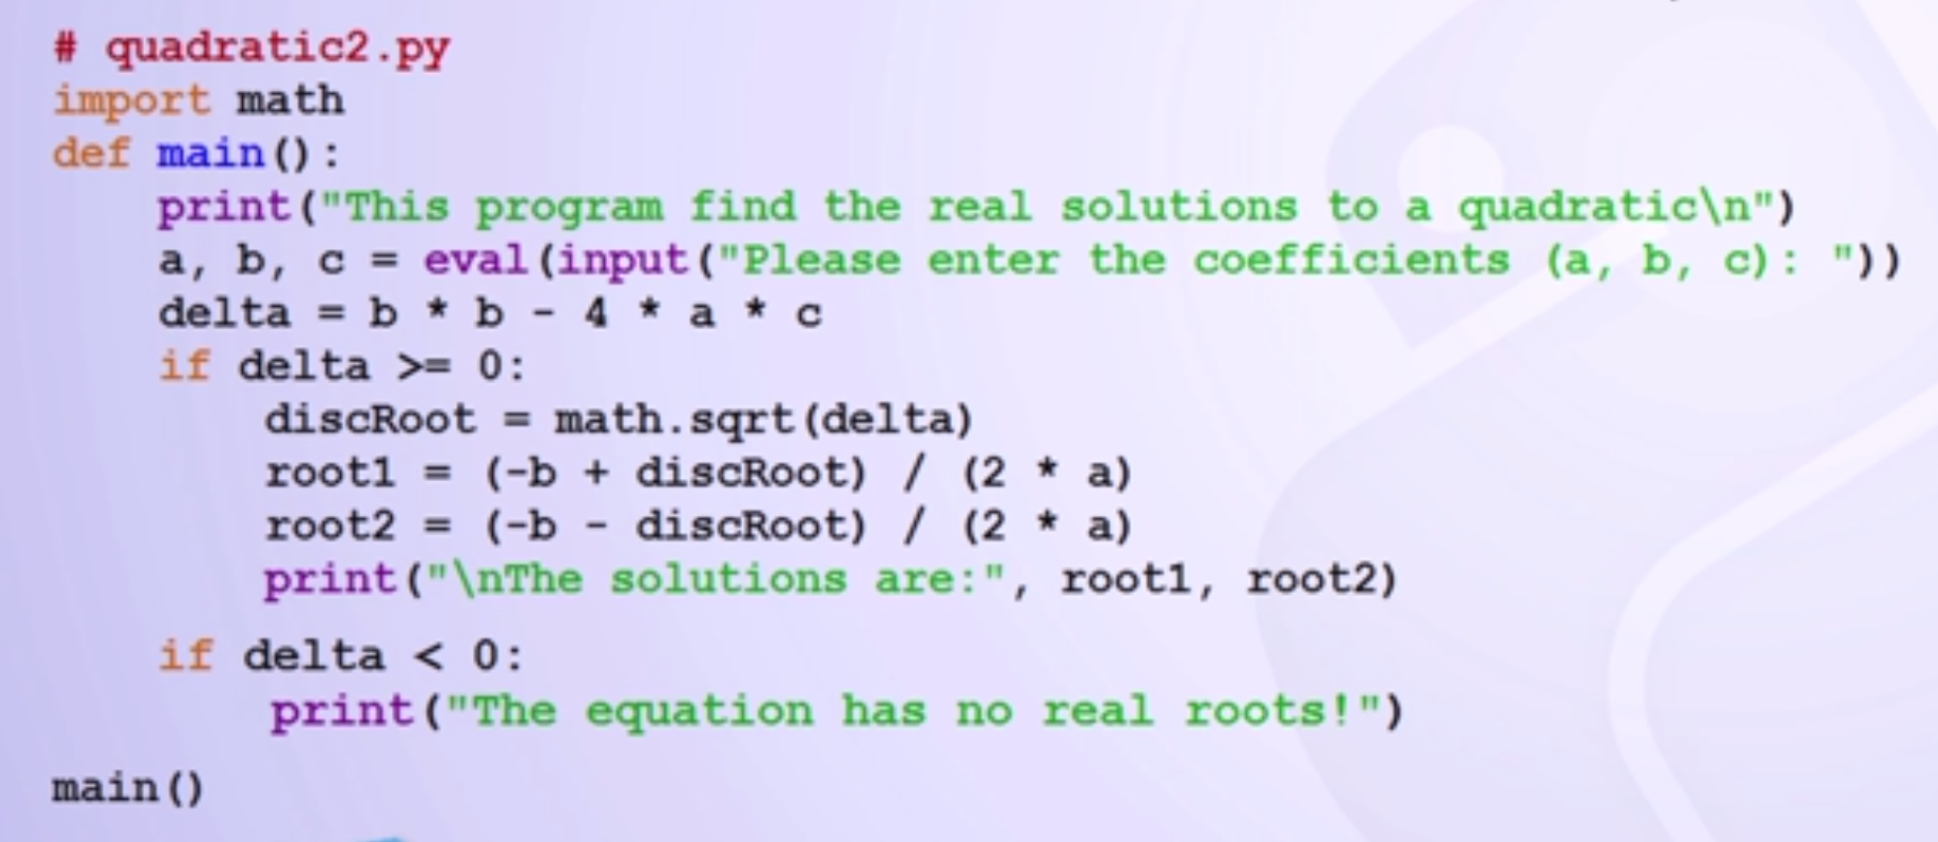 # quadratic2.py
import math
def main():
    print("This program find the real solutions to a quadratic\n")
    a, b, c = eval(input("Please enter the coefficients (a, b, c): "))
    delta = b * b - 4 * a * c
    if delta >= 0:
        discRoot = math.sqrt(delta)
        root1 = (-b + discRoot) / (2 * a)
        root2 = (-b - discRoot) / (2 * a)
        print("\nThe solutions are:", root1, root2)
    if delta < 0:
        print("The equation has no real roots!")
main()